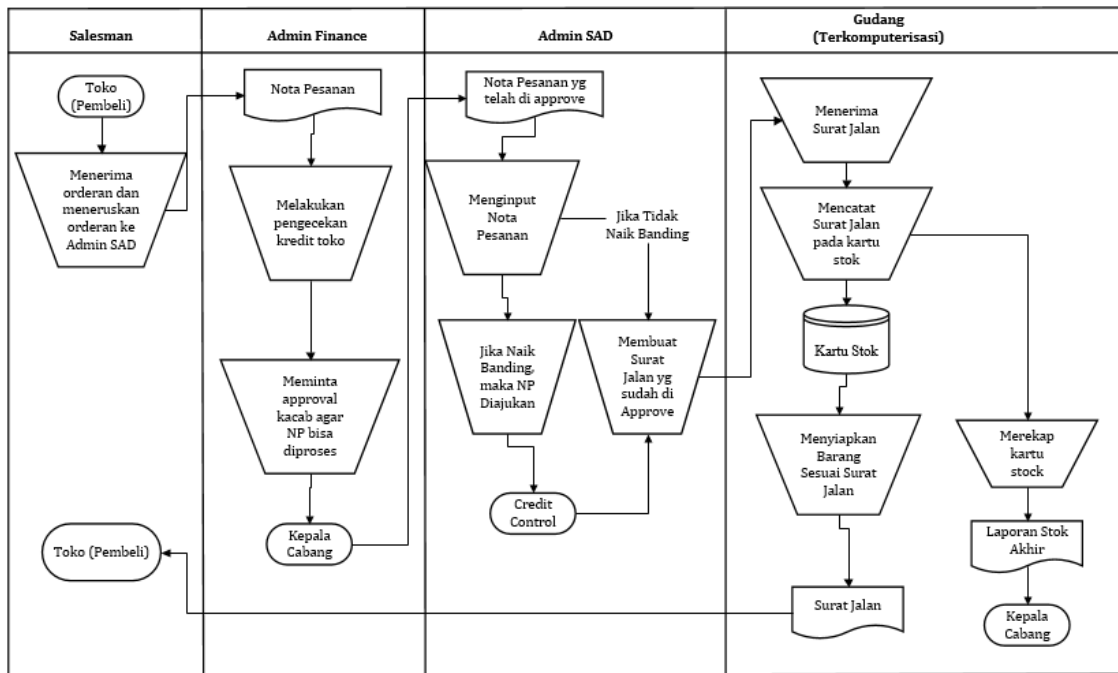 Salesman
Admin Finance
Admin SAD
Gudang
(Terkomputerisasi)
Toko
(Pembeli)
Menerima
orderan dan
meneruskan
orderan ke
Admin SAD
Toko (Pembeli)
Nota Pesanan
Melakukan
pengecekan
kredit toko
Meminta
approval
kacab agar
NP bisa
diproses
Kepala
Cabang
Nota Pesanan yg
telah di approve
Menginput
Nota
Pesanan
Jika Tidak
Naik Banding
Jika Naik
Banding,
maka NP
Diajukan
Membuat
Surat
Jalan yg
sudah di
Approve
Credit
Control
Menerima
Surat Jalan
Mencatat
Surat Jalan
pada kartu
stok
Kartu Stok
Menyiapkan
Barang
Sesuai Surat
Jalan
Surat Jalan
Merekap
kartu
stock
Laporan Stok
Akhir
Kepala
Cabang